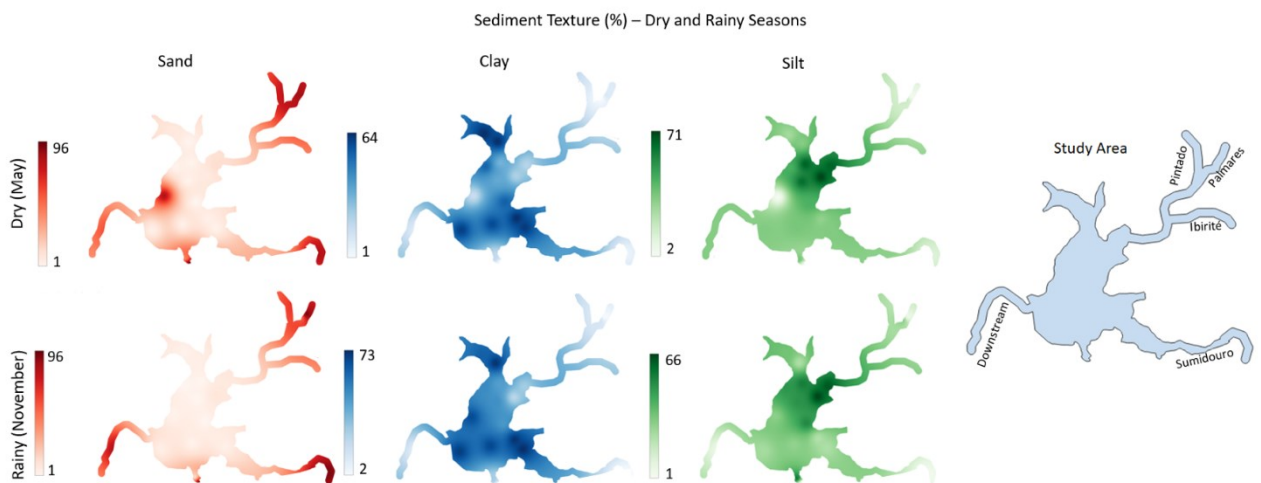 Sediment Texture (%) – Dry and Rainy Seasons
Sand
Clay
Silt
Dry (May)
96
1
64
1
71
2
Study Area
Pintado
Palmares
Ibirité
Downstream
Sumidouro
Rainy (November)
96
1
73
2
66
1